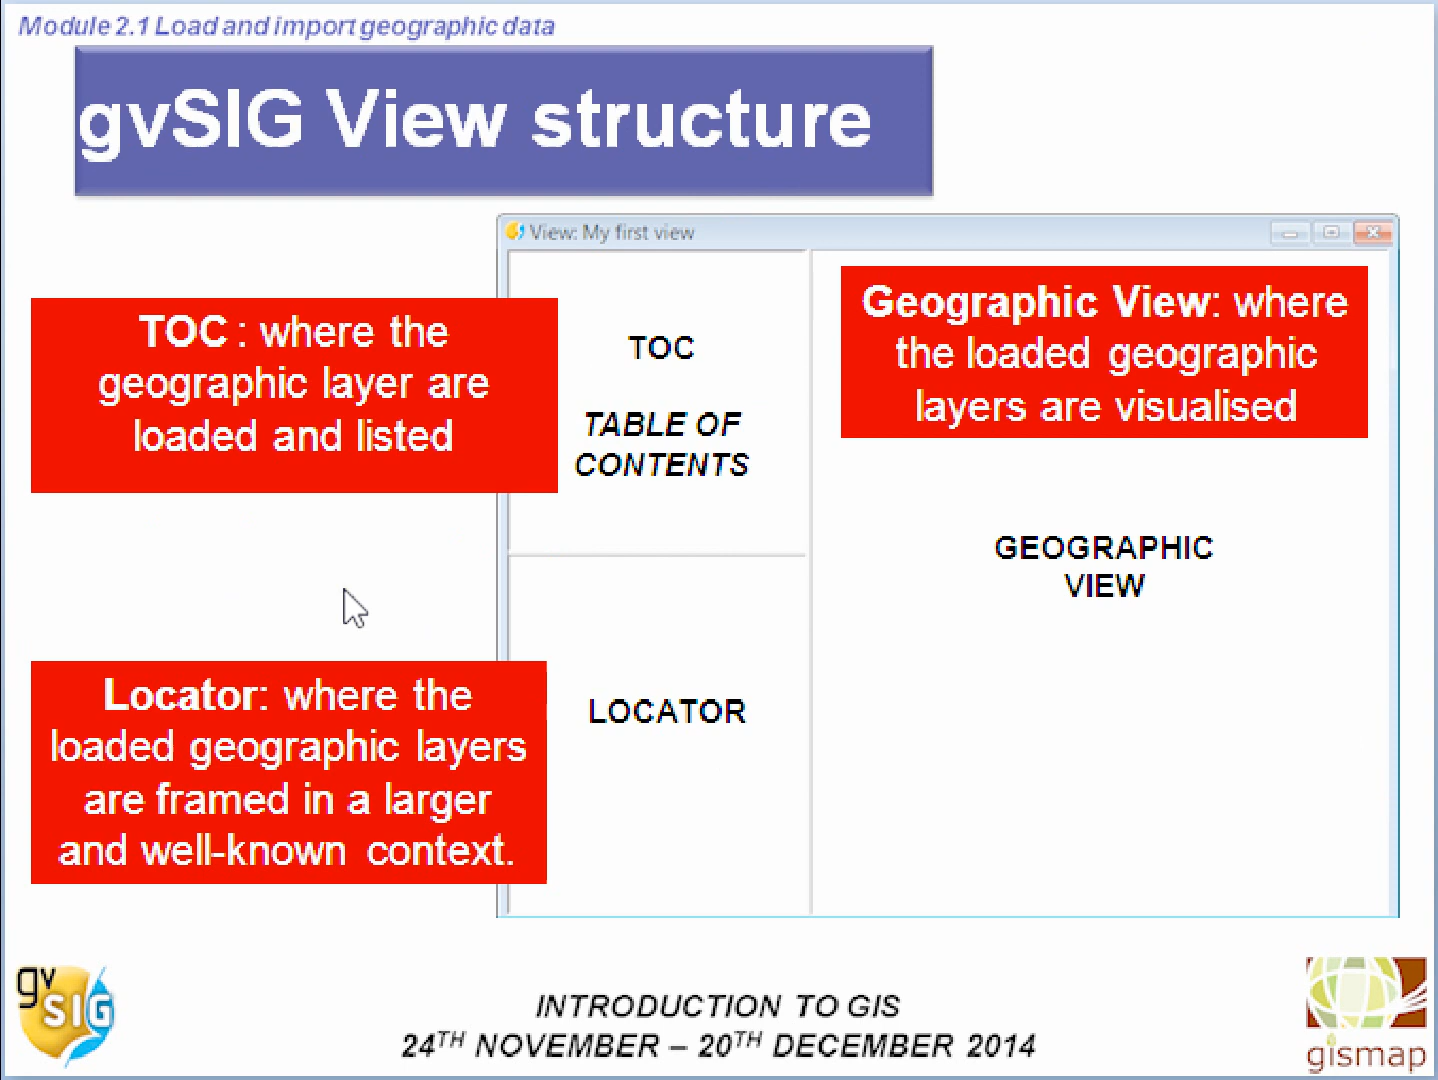 Module 2.1 Load and import geographic data
gvSIG View structure
View: My first view
TOC : where the
geographic layer are
loaded and listed
TOC
TABLE OF
CONTENTS
Geographic View: where
the loaded geographic
layers are visualised
GEOGRAPHIC
VIEW
Locator: where the
loaded geographic layers
are framed in a larger
and well-known context.
LOCATOR
gv
SIG
INTRODUCTION TO GIS
24TH NOVEMBER – 20TH DECEMBER 2014
gismap